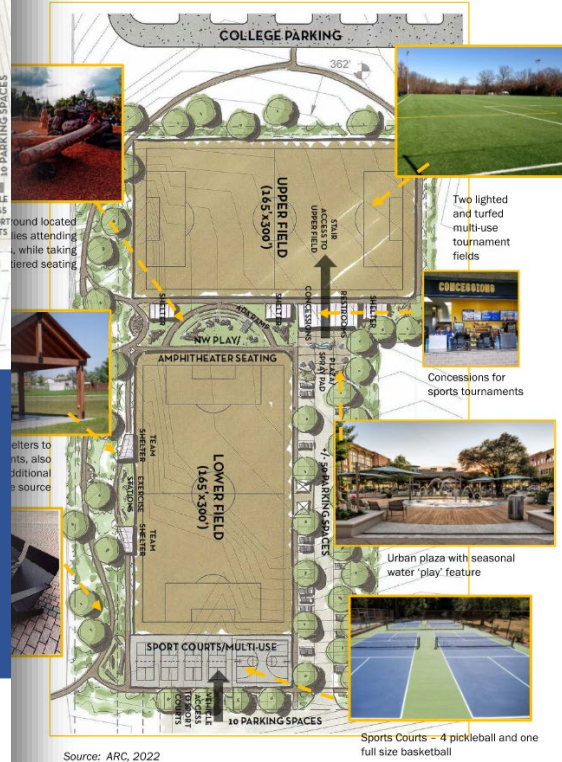 COLLEGE PARKING
362'
10 PARKING SPACES
UPPER FIELD
(165'x300')
STAIR
ACCESS TO
UPPER FIELD
Two lighted
and turfed
multi-use
tournament
fields
located
attending
, while taking
tiered seating
SHELTER
ADA RAMP
SHELTER
CONCESSIONS
RESTROOMS
SHELTER
NW PLAY/
AMPHITHEATER SEATING
PLAZA/
SPRAY PAD
CONCESSIONS
Concessions for
sports tournaments
elters to
nts, also
dditional
e source
TEAM
SHELTER
EXERCISE
STATIONS
TEAM
SHELTER
LOWER FIELD
(165'x300')
+/- 50 PARKING SPACES
Urban plaza with seasonal
water ‘play’ feature
SPORT COURTS/MULTI-USE
VEHICLE
ACCESS
TO SPORT
COURTS
10 PARKING SPACES
Sports Courts – 4 pickleball and one
full size basketball
Source: ARC, 2022